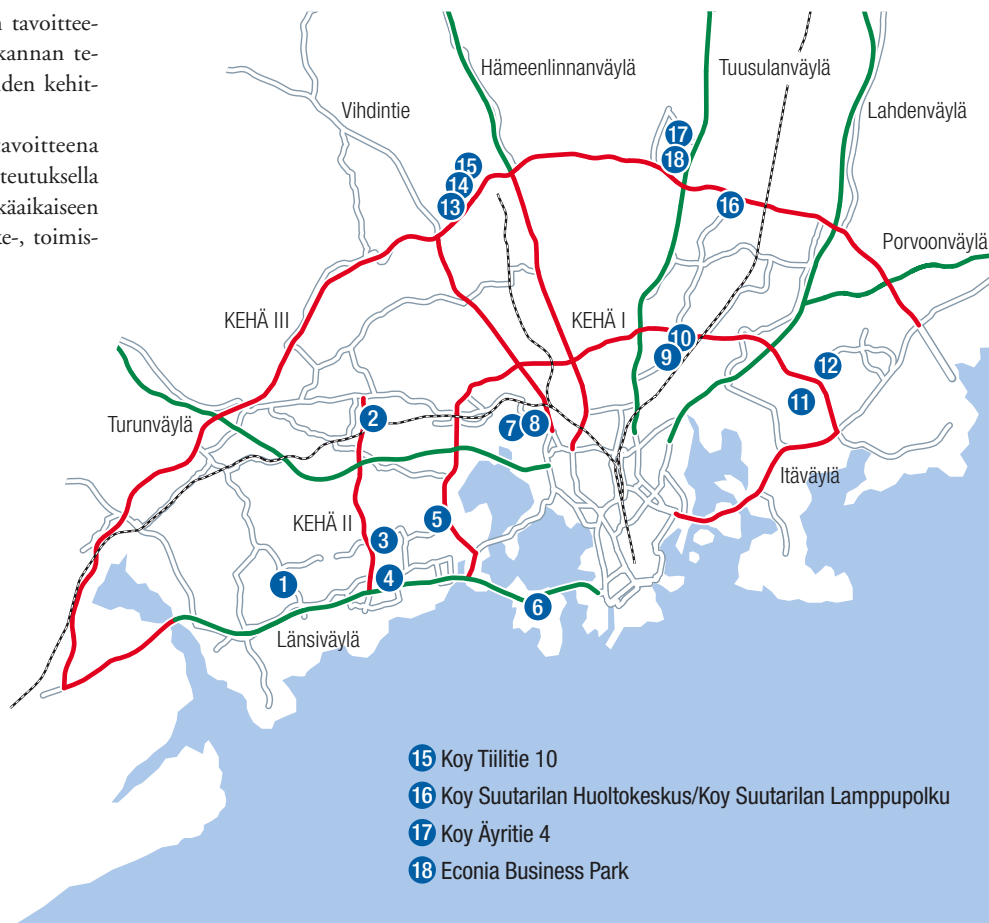 n tavoittee-
kannan te-
iden kehit-
tavoitteena
teutuksella
käaikaiseen
ke-, toimis-
Hämeenlinnanväylä
Tuusulanväylä
Lahdenväylä
Vihdintie
17
18
15
14
13
16
Porvoonväylä
KEHÄ III
KEHÄ I
10
9
12
11
2
7
8
Turunväylä
Itäväylä
KEHÄ II
5
3
1
4
6
Länsiväylä
15 Koy Tiilitie 10
16 Koy Suutarilan Huoltokeskus/Koy Suutarilan Lamppupolku
17 Koy Äyritie 4
18 Econia Business Park